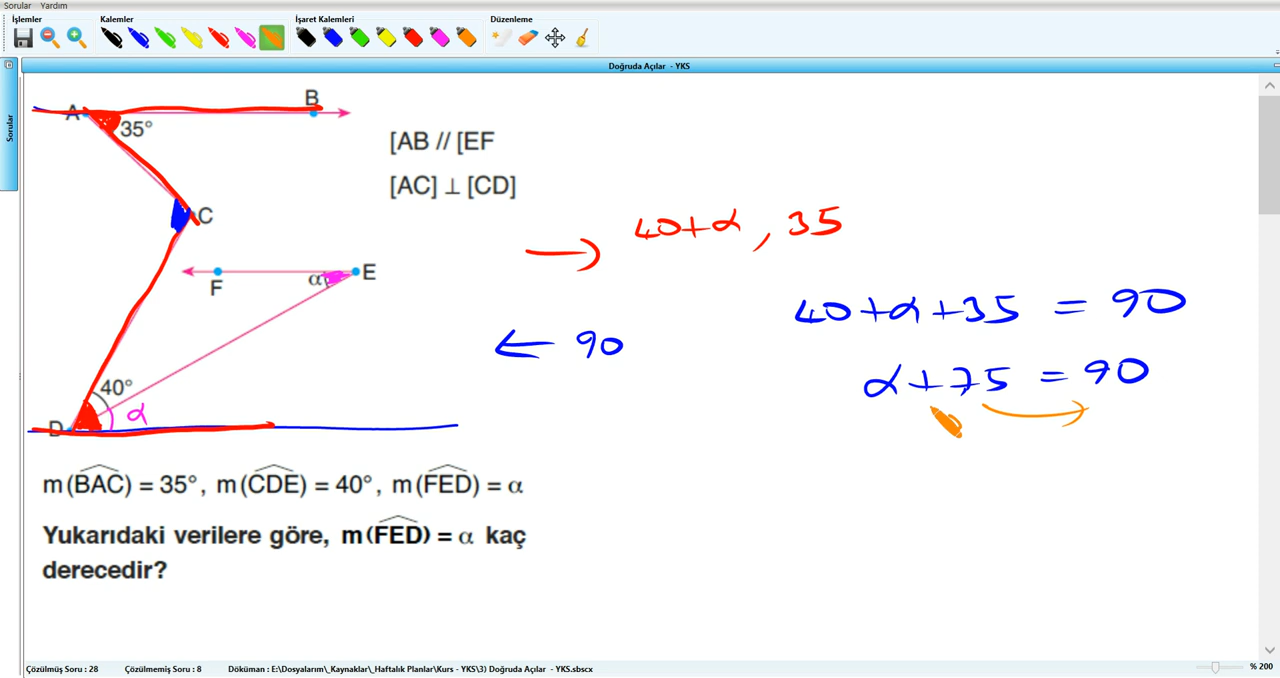 Sorular Yardım
İşlemler Kalemler İşaret Kalemleri Düzenleme
Doğruda Açılar - YKS
Sorular
A B
35°
[AB // [EF
[AC] ⊥ [CD]
C
40+α , 35
F α E
40+α+35 = 90
← 90
40°
α+75 = 90
D α
m(BAC) = 35°, m(CDE) = 40°, m(FED) = α
Yukarıdaki verilere göre, m(FED) = α kaç
derecedir?
Çözülmüş Soru : 28 Çözülmemiş Soru : 8 Döküman : E:\Dosyalarım\_Kaynaklar\_Haftalık Planlar\Kurs - YKS\3) Doğruda Açılar - YKS.sbscx % 200